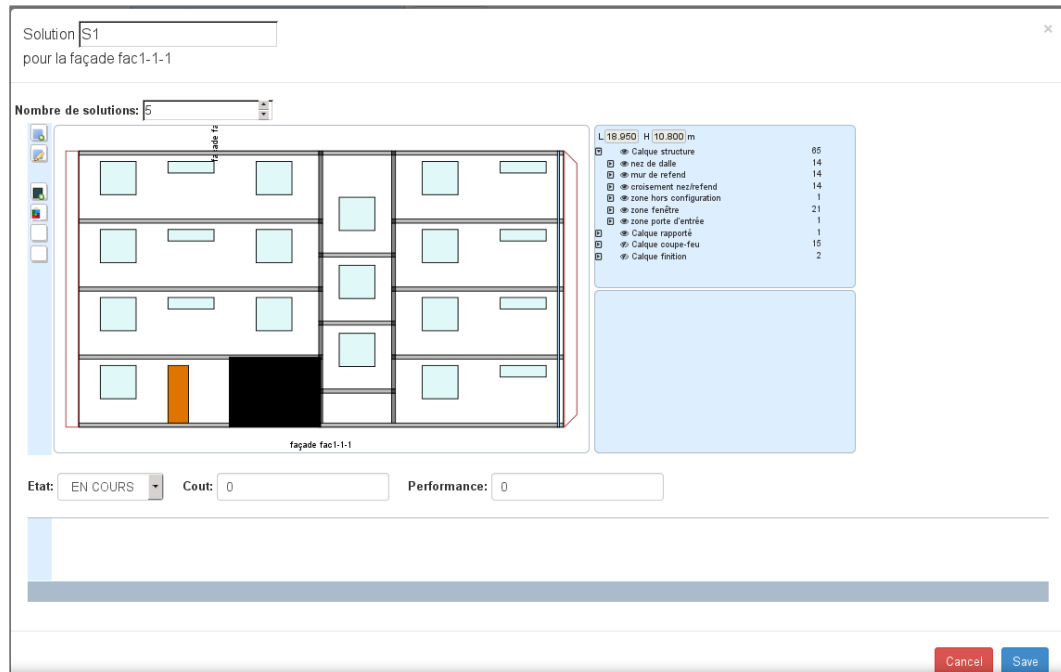 Solution S1
×
pour la façade fac1-1-1
Nombre de solutions: 5
façade fac1-1-1
L 18.950 H 10.800 m
Calque structure 65
nez de dalle 14
mur de refend 14
croisement nez/refend 14
zone hors configuration 1
zone fenêtre 21
zone porte d'entrée 1
Calque rapporté 1
Calque coupe-feu 15
Calque finition 2
Etat: EN COURS Cout: 0 Performance: 0
Cancel Save